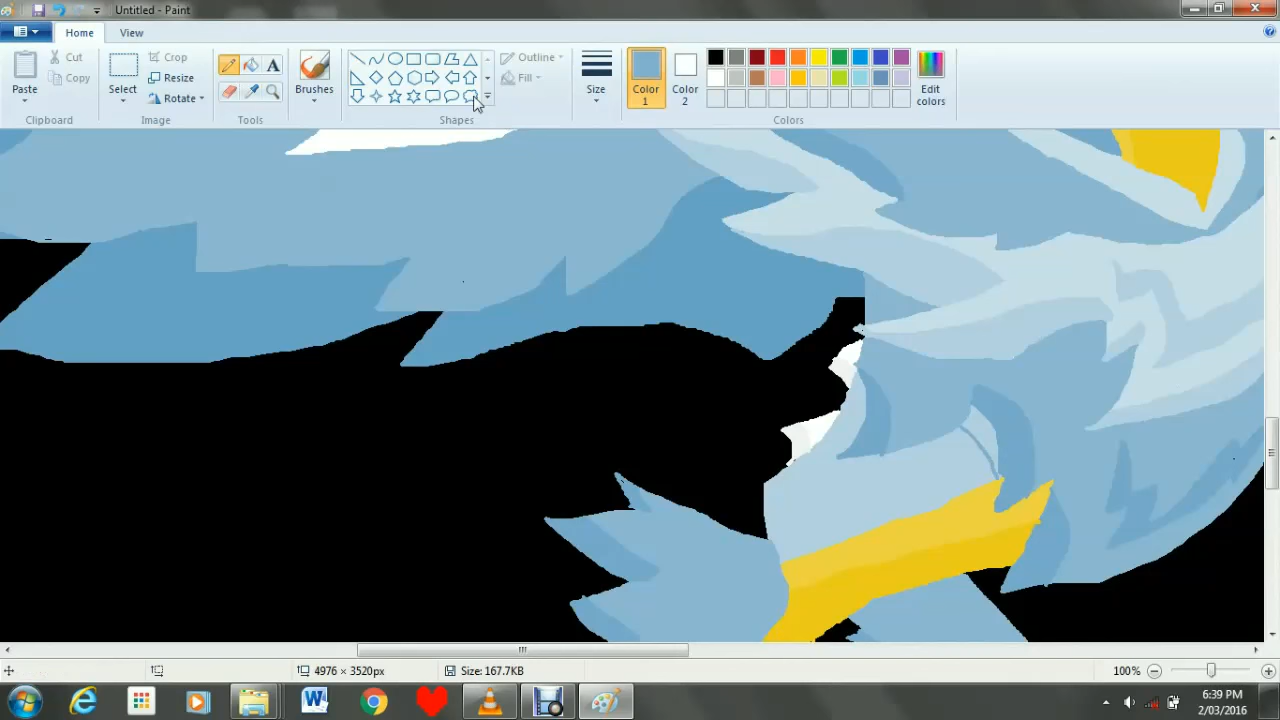 Untitled - Paint
Home
View
Paste
Cut
Copy
Clipboard
Select
Crop
Resize
Rotate
Image
A
Tools
Brushes
Outline
Fill
Shapes
Size
Color 1
Color 2
Edit colors
Colors
4976 × 3520px
Size: 167.7KB
100%
W
6:39 PM
2/03/2016